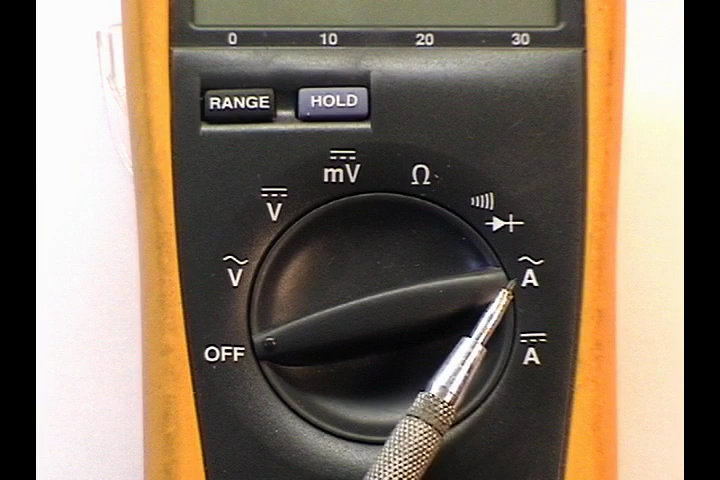 0 10 20 30
RANGE HOLD
mV Ω
V
V A
OFF A